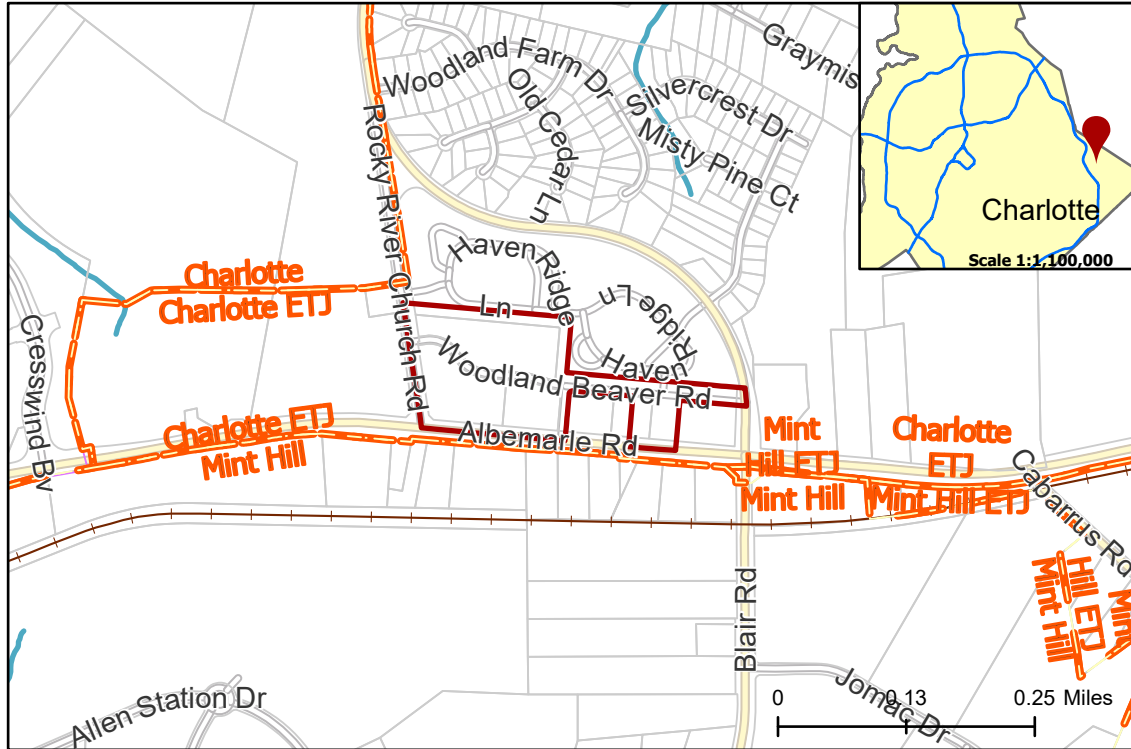 Graymis
Woodland Farm Dr
Old Cedar Ln
Silvercrest Dr
Misty Pine Ct
Charlotte
Scale 1:1,100,000
Rocky River Church Rd
Haven Ridge
Ln
Haven
Ridge Ln
Charlotte
Charlotte ETJ
Cresswind Bv
Woodland Beaver Rd
Charlotte ETJ
Mint Hill
Albemarle Rd
Mint
Hill ETJ
Mint Hill
Charlotte
ETJ
Mint Hill ETJ
Cabarrus Rd
Hill ETJ
Mint Hill
Mint
Blair Rd
Allen Station Dr
Jomac Dr
0 0.13 0.25 Miles